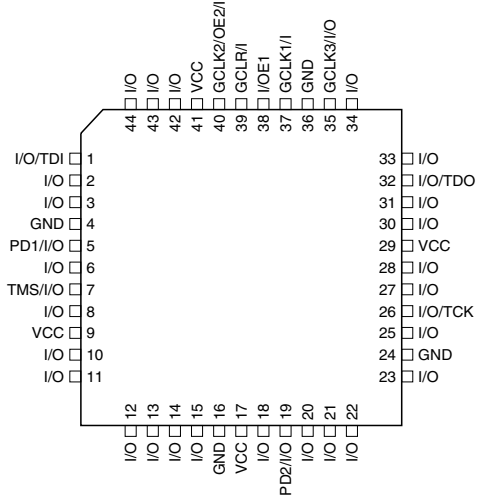 I/O
I/O
I/O
VCC
GCLK2/OE2/I
GCLR/I
I/OE1
GCLK1/I
GND
GCLK3/I/O
I/O
44 43 42 41 40 39 38 37 36 35 34
I/O/TDI 1
I/O 2
I/O 3
GND 4
PD1/I/O 5
I/O 6
TMS/I/O 7
I/O 8
VCC 9
I/O 10
I/O 11
33 I/O
32 I/O/TDO
31 I/O
30 I/O
29 VCC
28 I/O
27 I/O
26 I/O/TCK
25 I/O
24 GND
23 I/O
12 13 14 15 16 17 18 19 20 21 22
I/O
I/O
I/O
I/O
GND
VCC
I/O
PD2/I/O
I/O
I/O
I/O